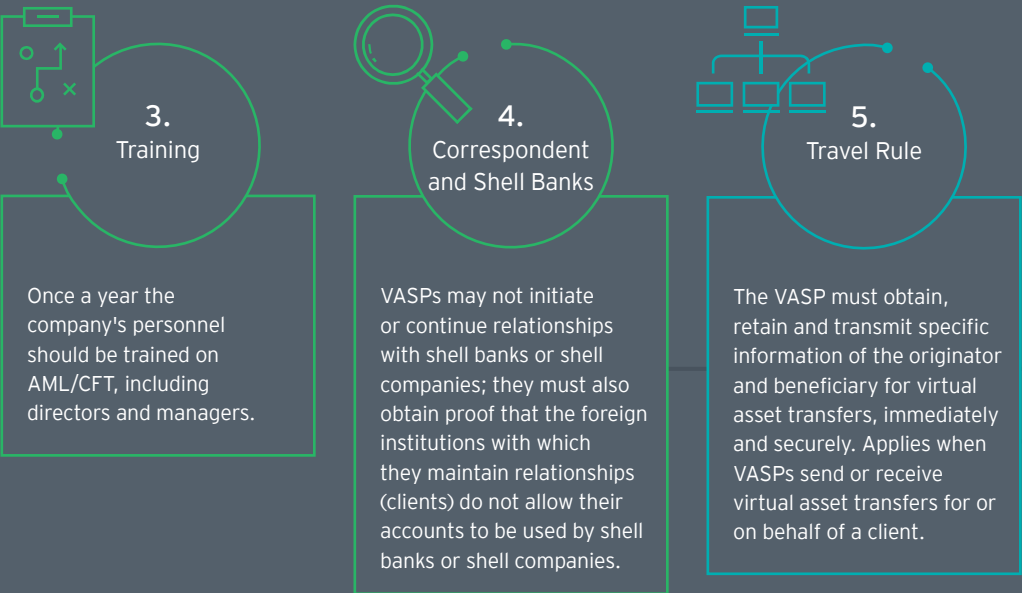 3.
Training
Once a year the
company's personnel
should be trained on
AML/CFT, including
directors and managers.
4.
Correspondent
and Shell Banks
VASPs may not initiate
or continue relationships
with shell banks or shell
companies; they must also
obtain proof that the foreign
institutions with which
they maintain relationships
(clients) do not allow their
accounts to be used by shell
banks or shell companies.
5.
Travel Rule
The VASP must obtain,
retain and transmit specific
information of the originator
and beneficiary for virtual
asset transfers, immediately
and securely. Applies when
VASPs send or receive
virtual asset transfers for or
on behalf of a client.